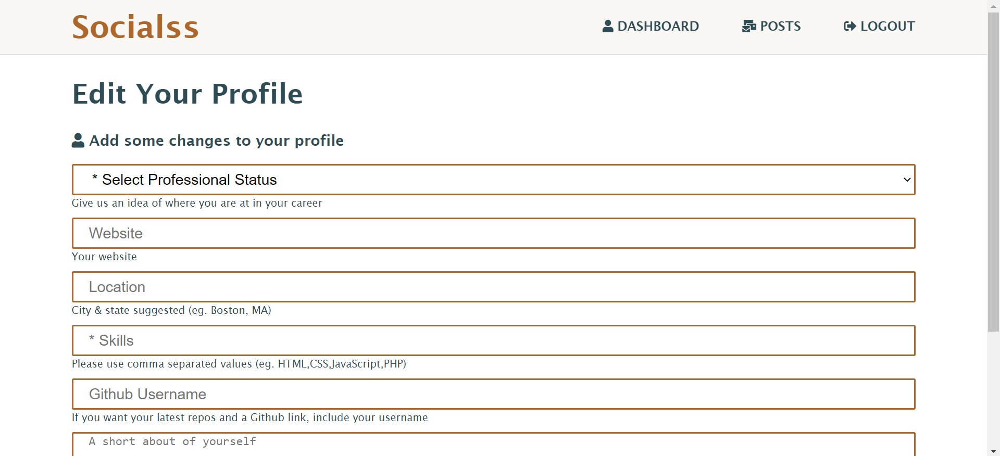 Socialss
DASHBOARD
POSTS
LOGOUT
Edit Your Profile
Add some changes to your profile
* Select Professional Status
Give us an idea of where you are at in your career
Website
Your website
Location
City & state suggested (eg. Boston, MA)
* Skills
Please use comma separated values (eg. HTML,CSS,JavaScript,PHP)
Github Username
If you want your latest repos and a Github link, include your username
A short about of yourself